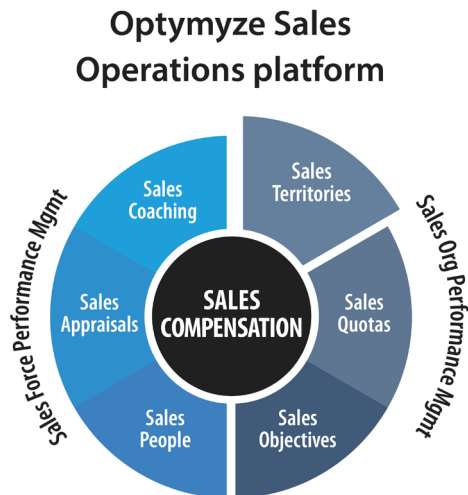 Optymyze Sales
Operations platform
Sales
Coaching
Sales
Territories
Sales Force Performance Mgmt
Sales Org Performance Mgmt
Sales
Appraisals
SALES
COMPENSATION
Sales
Quotas
Sales
People
Sales
Objectives